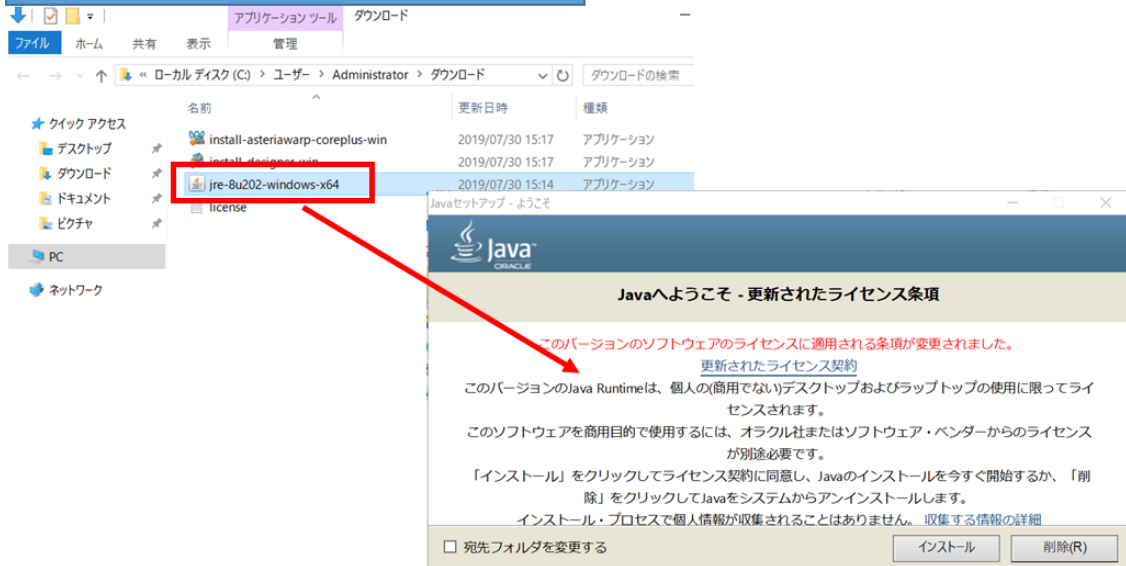 アプリケーション ツール ダウンロード
ファイル ホーム 共有 表示 管理
« ローカル ディスク (C:) > ユーザー > Administrator > ダウンロード ダウンロードの検索
名前 更新日時 種類
クイック アクセス
デスクトップ
ダウンロード
ドキュメント
ピクチャ
PC
ネットワーク
install-asteriawarp-coreplus-win 2019/07/30 15:17 アプリケーション
install-designer-win 2019/07/30 15:17 アプリケーション
jre-8u202-windows-x64 2019/07/30 15:14 アプリケーション
license
Javaセットアップ - ようこそ
Java
ORACLE
Javaへようこそ - 更新されたライセンス条項
このバージョンのソフトウェアのライセンスに適用される条項が変更されました。
更新されたライセンス契約
このバージョンのJava Runtimeは、個人の(商用でない)デスクトップおよびラップトップの使用に限ってライ
センスされます。
このソフトウェアを商用目的で使用するには、オラクル社またはソフトウェア・ベンダーからのライセンス
が別途必要です。
「インストール」をクリックしてライセンス契約に同意し、Javaのインストールを今すぐ開始するか、「削
除」をクリックしてJavaをシステムからアンインストールします。
インストール・プロセスで個人情報が収集されることはありません。 収集する情報の詳細
宛先フォルダを変更する インストール 削除(R)